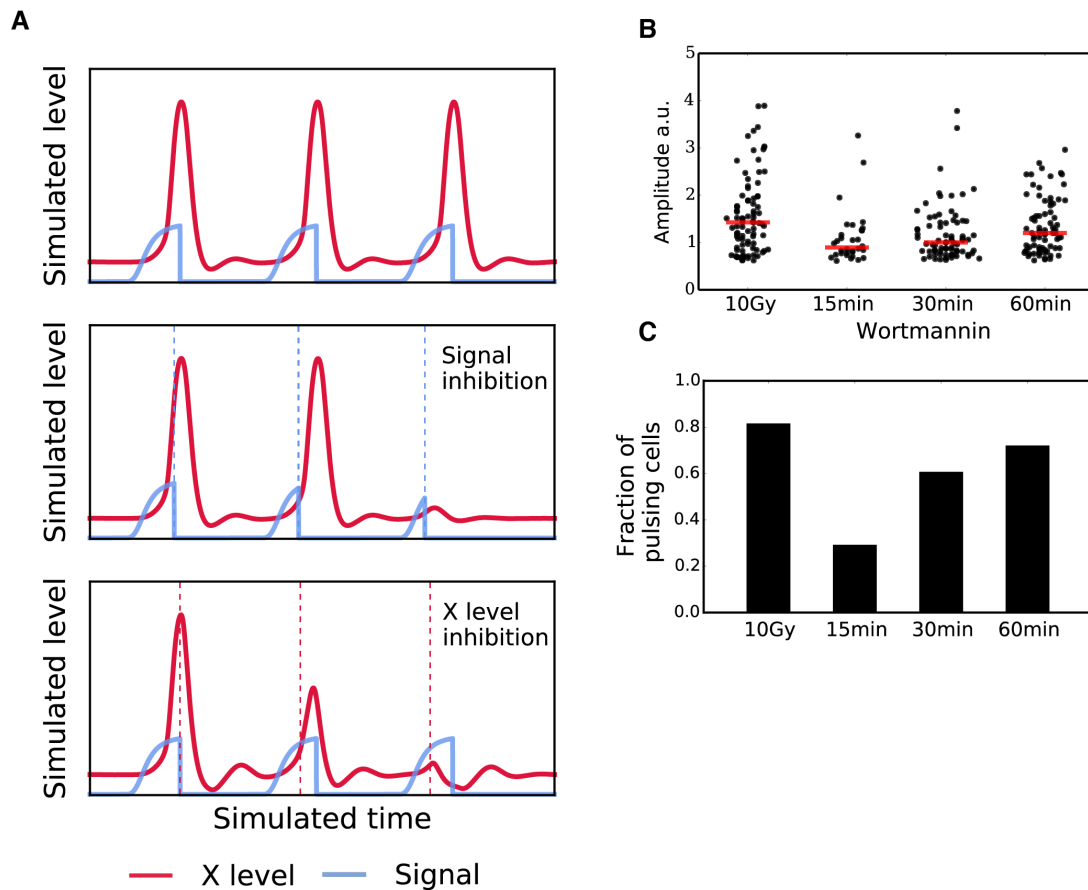 A
Simulated level
Simulated level
Signal
inhibition
Simulated level
X level
inhibition
Simulated time
X level
Signal
B
Amplitude a.u.
5
4
3
2
1
0
10Gy 15min 30min 60min
Wortmannin
C
Fraction of
pulsing cells
1.0
0.8
0.6
0.4
0.2
0.0
10Gy 15min 30min 60min